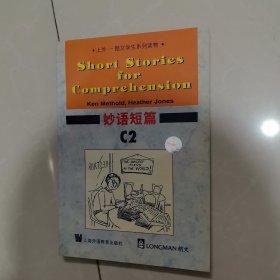 ·上外—朗文学生系列读物·
Short Stories
for
Comprehension
Ken Methold, Heather Jones
妙语短篇
C2
上海外语教育出版社
LONGMAN 朗文